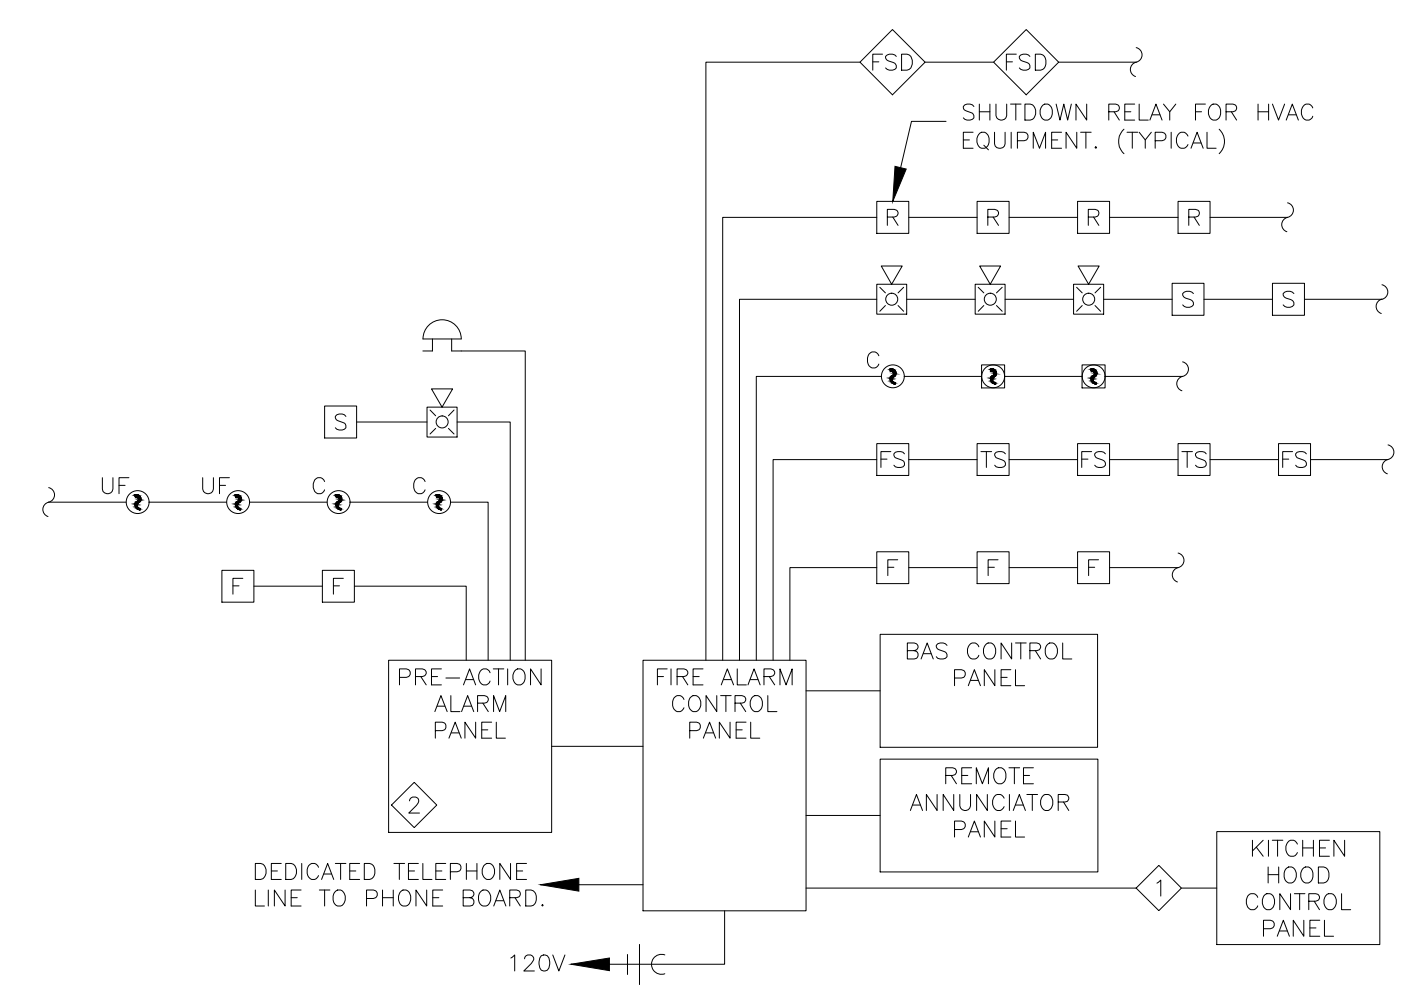 FSD FSD
SHUTDOWN RELAY FOR HVAC
EQUIPMENT. (TYPICAL)
R R R R
S S
C
S
FS TS FS TS FS
UF UF C C
F F F
F F
BAS CONTROL
PANEL
PRE-ACTION
ALARM
PANEL
2
FIRE ALARM
CONTROL
PANEL
REMOTE
ANNUNCIATOR
PANEL
KITCHEN
HOOD
CONTROL
PANEL
1
DEDICATED TELEPHONE
LINE TO PHONE BOARD.
120V